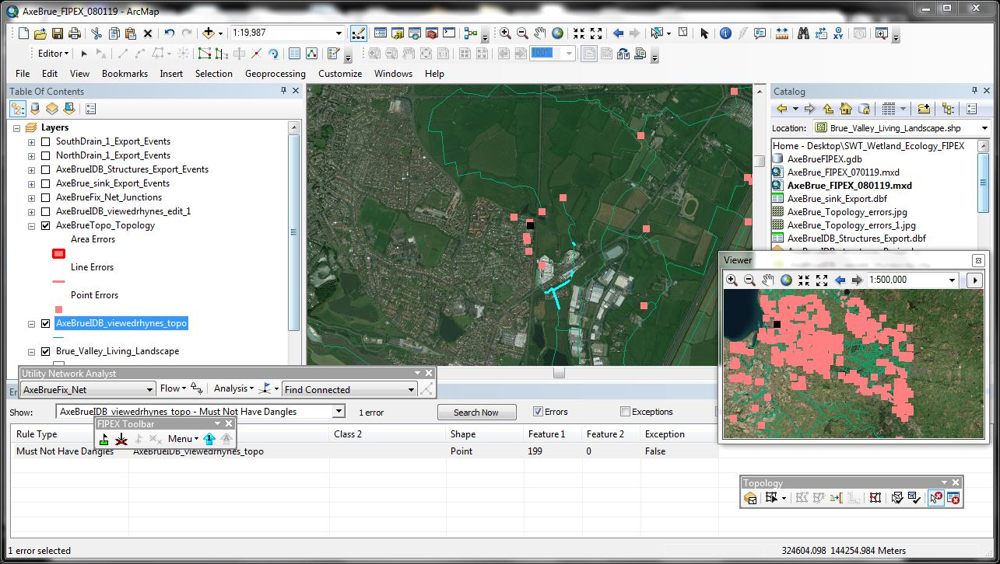 AxeBrue_FIPEX_080119 - ArcMap
1:19,987
Editor
100%
File Edit View Bookmarks Insert Selection Geoprocessing Customize Windows Help
Table Of Contents
Layers
SouthDrain_1_Export_Events
NorthDrain_1_Export_Events
AxeBrueIDB_Structures_Export_Events
AxeBrue_sink_Export_Events
AxeBrueFix_Net_Junctions
AxeBrueIDB_viewedrhynes_edit_1
AxeBrueTopo_Topology
Area Errors
Line Errors
Point Errors
AxeBrueIDB_viewedrhynes_topo
Brue_Valley_Living_Landscape
Catalog
Location: Brue_Valley_Living_Landscape.shp
Home - Desktop\SWT_Wetland_Ecology_FIPEX
AxeBrueFIPEX.gdb
AxeBrue_FIPEX_070119.mxd
AxeBrue_FIPEX_080119.mxd
AxeBrue_sink_Export.dbf
AxeBrue_Topology_errors.jpg
AxeBrue_Topology_errors_1.jpg
AxeBrueIDB_Structures_Export.dbf
Viewer
1:500,000
Utility Network Analyst
AxeBrueFix_Net Flow Analysis Find Connected
Show: AxeBrueIDB_viewedrhynes_topo - Must Not Have Dangles 1 error Search Now Errors Exceptions
FIPEX Toolbar
Menu
Rule Type Class 2 Shape Feature 1 Feature 2 Exception
Must Not Have Dangles AxeBrueIDB_viewedrhynes_topo Point 199 0 False
Topology
1 error selected
324604.098 144254.984 Meters